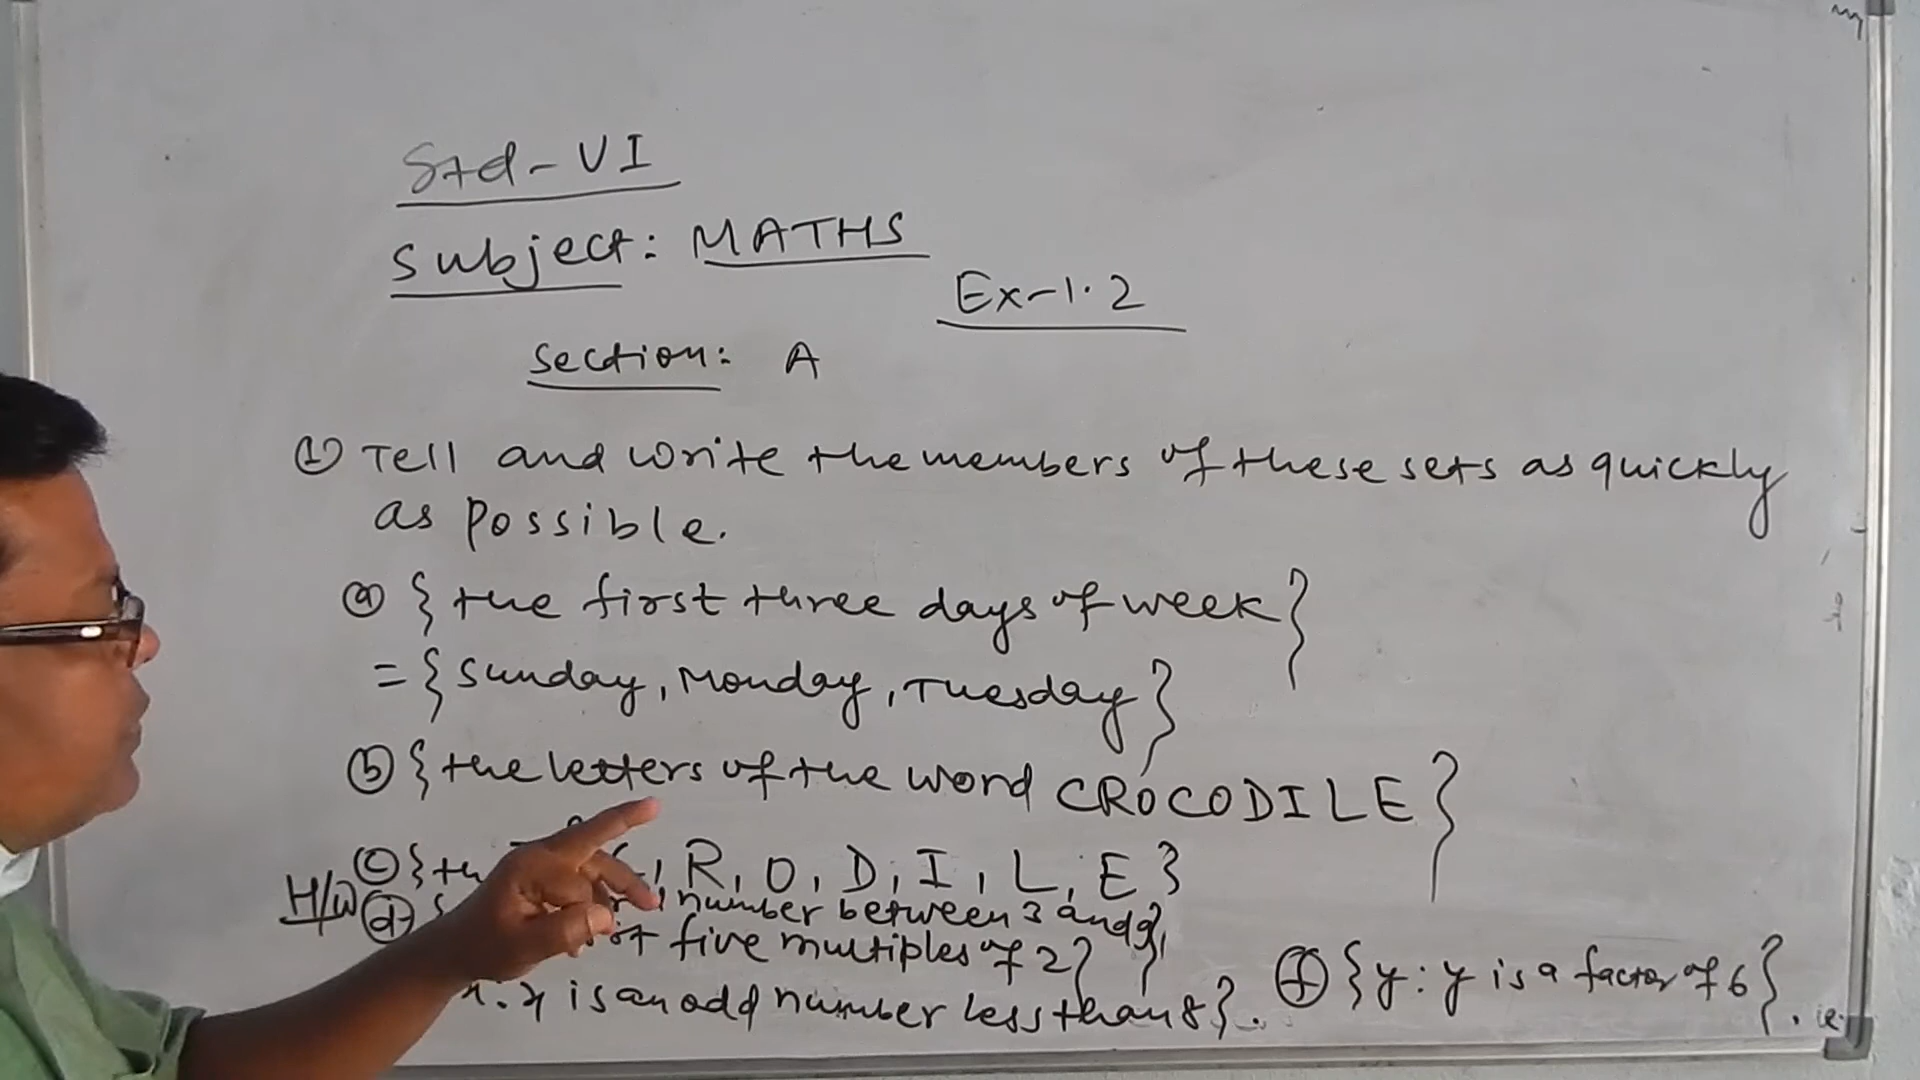 Std-VI
Subject: MATHS
Ex-1.2
Section: A
① Tell and write the members of these sets as quickly
as possible.
ⓐ { the first three days of week }
= { Sunday, Monday, Tuesday }
ⓑ { the letters of the word CROCODILE }
, R, O, D, I, L, E }
H/W ⓒ { number between 3 and 9 }
ⓓ { five multiples of 2 }
is an odd number less than 8 }.
ⓕ { y : y is a factor of 6 }.